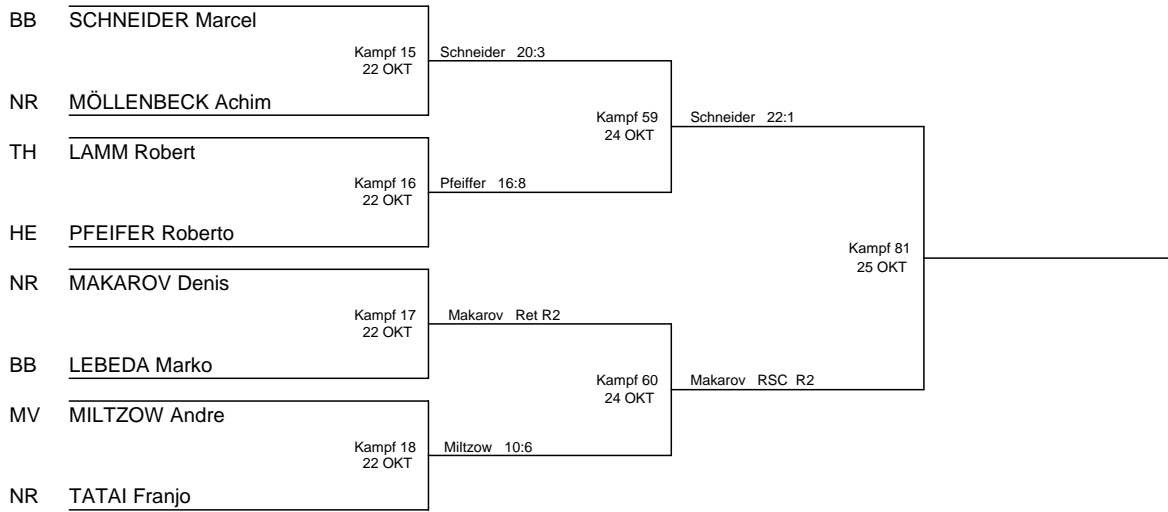 BB SCHNEIDER Marcel
Kampf 15 Schneider 20:3
22 OKT
NR MÖLLENBECK Achim
Kampf 59 Schneider 22:1
24 OKT
TH LAMM Robert
Kampf 16 Pfeiffer 16:8
22 OKT
HE PFEIFER Roberto
Kampf 81
25 OKT
NR MAKAROV Denis
Kampf 17 Makarov Ret R2
22 OKT
BB LEBEDA Marko
Kampf 60 Makarov RSC R2
24 OKT
MV MILTZOW Andre
Kampf 18 Miltzow 10:6
22 OKT
NR TATAI Franjo